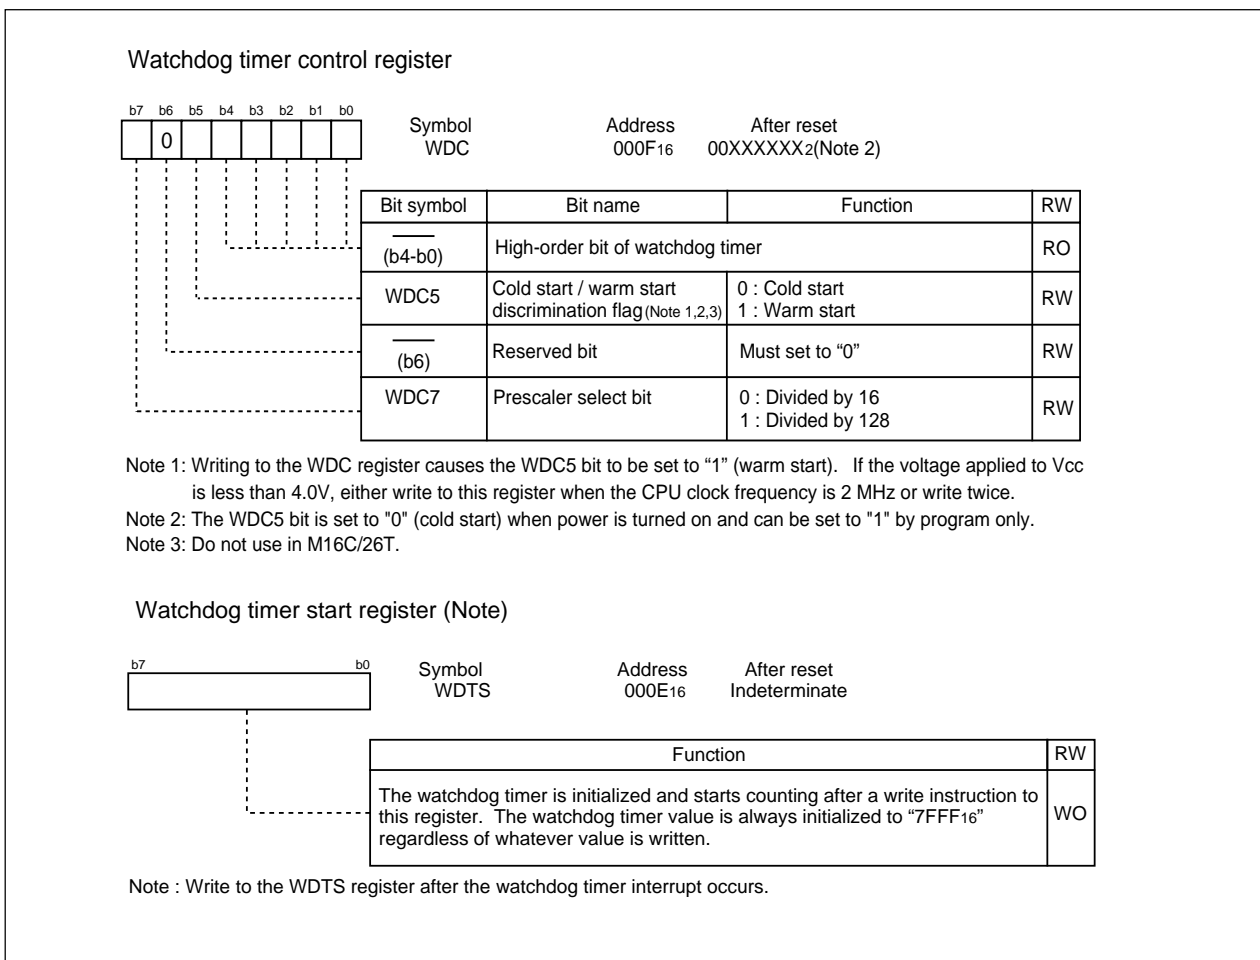 Watchdog timer control register
b7 b6 b5 b4 b3 b2 b1 b0
0
Symbol Address After reset
WDC 000F16 00XXXXXX2(Note 2)
Bit symbol Bit name Function RW
(b4-b0) High-order bit of watchdog timer RO
WDC5 Cold start / warm start 0 : Cold start RW
discrimination flag(Note 1,2,3) 1 : Warm start
(b6) Reserved bit Must set to “0” RW
WDC7 Prescaler select bit 0 : Divided by 16 RW
1 : Divided by 128
Note 1: Writing to the WDC register causes the WDC5 bit to be set to “1” (warm start). If the voltage applied to Vcc
is less than 4.0V, either write to this register when the CPU clock frequency is 2 MHz or write twice.
Note 2: The WDC5 bit is set to "0" (cold start) when power is turned on and can be set to "1" by program only.
Note 3: Do not use in M16C/26T.
Watchdog timer start register (Note)
b7 b0
Symbol Address After reset
WDTS 000E16 Indeterminate
Function RW
The watchdog timer is initialized and starts counting after a write instruction to
this register. The watchdog timer value is always initialized to “7FFF16” WO
regardless of whatever value is written.
Note : Write to the WDTS register after the watchdog timer interrupt occurs.